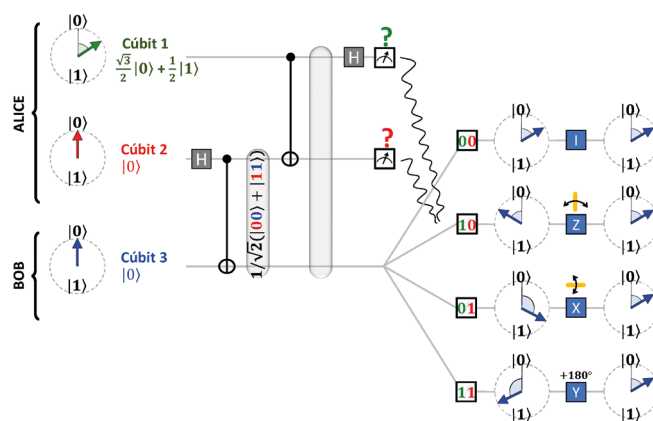 ALICE
|0⟩
|1⟩
Cúbit 1
√3/2 |0⟩ + 1/2 |1⟩
H
?
|0⟩
|1⟩
Cúbit 2
|0⟩
H
?
1/√2(|00⟩ + |11⟩)
BOB
|0⟩
|1⟩
Cúbit 3
|0⟩
00
|0⟩
|1⟩
I
|0⟩
|1⟩
10
|0⟩
|1⟩
Z
|0⟩
|1⟩
01
|0⟩
|1⟩
X
|0⟩
|1⟩
11
|0⟩
|1⟩
+180°
Y
|0⟩
|1⟩